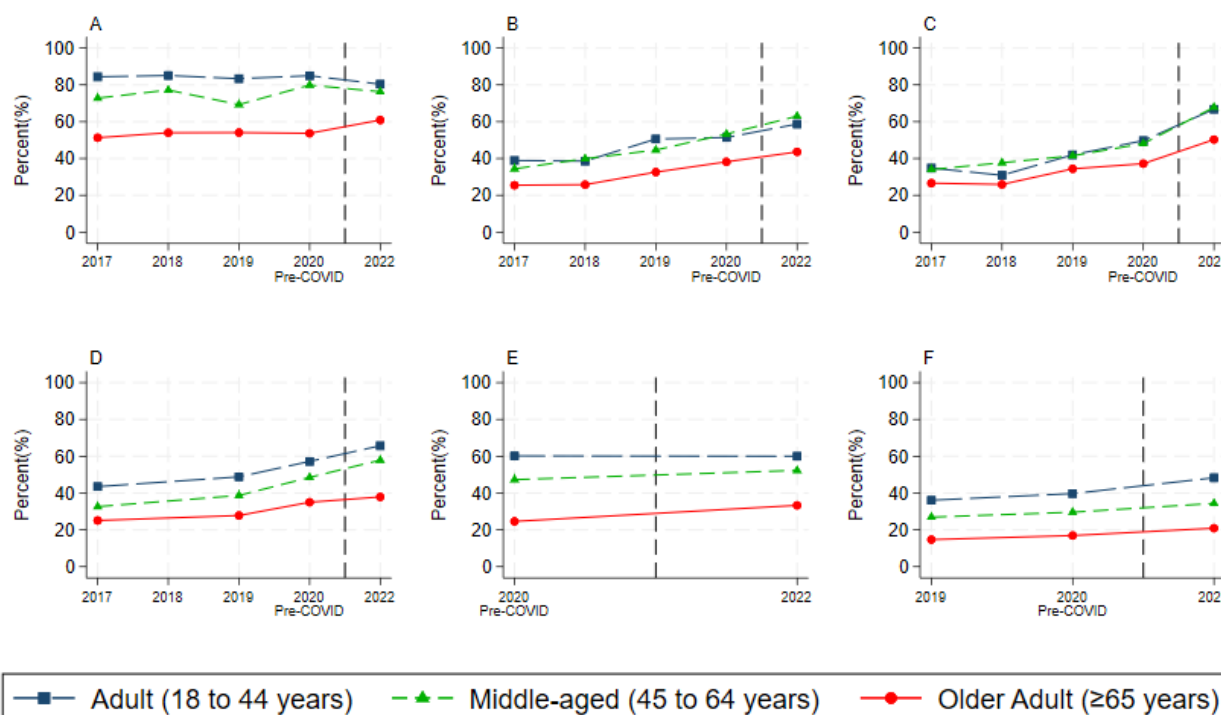 A
Percent(%)
100
80
60
40
20
0
2017 2018 2019 2020 2022
Pre-COVID
B
Percent(%)
100
80
60
40
20
0
2017 2018 2019 2020 2022
Pre-COVID
C
Percent(%)
100
80
60
40
20
0
2017 2018 2019 2020
Pre-COVID
D
Percent(%)
100
80
60
40
20
0
2017 2018 2019 2020 2022
Pre-COVID
E
Percent(%)
100
80
60
40
20
0
2020 2022
Pre-COVID
F
Percent(%)
100
80
60
40
20
0
2019 2020
Pre-COVID
Adult (18 to 44 years) Middle-aged (45 to 64 years) Older Adult (≥65 years)